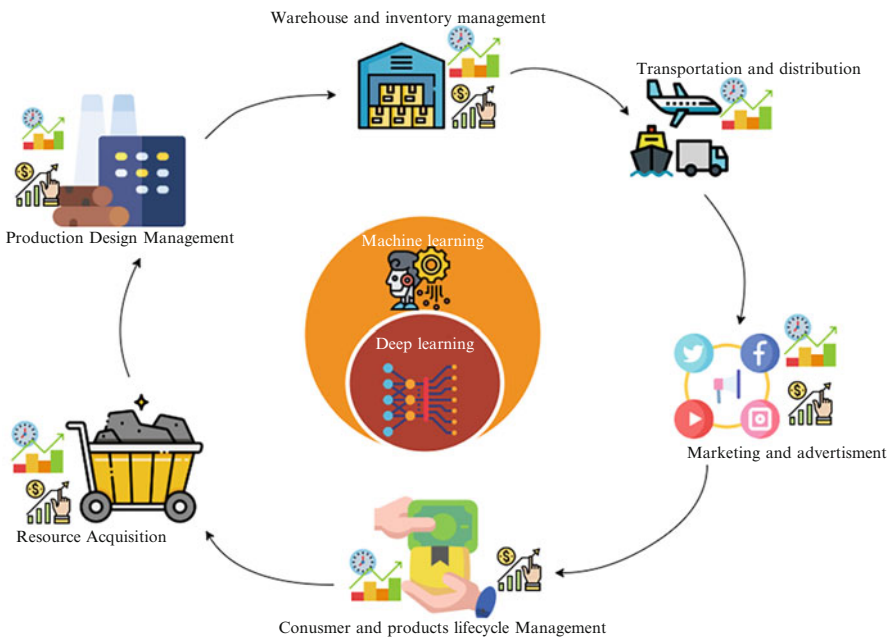 Warehouse and inventory management
Transportation and distribution
Production Design Management
Machine learning
Deep learning
Marketing and advertisment
Resource Acquisition
Conusmer and products lifecycle Management